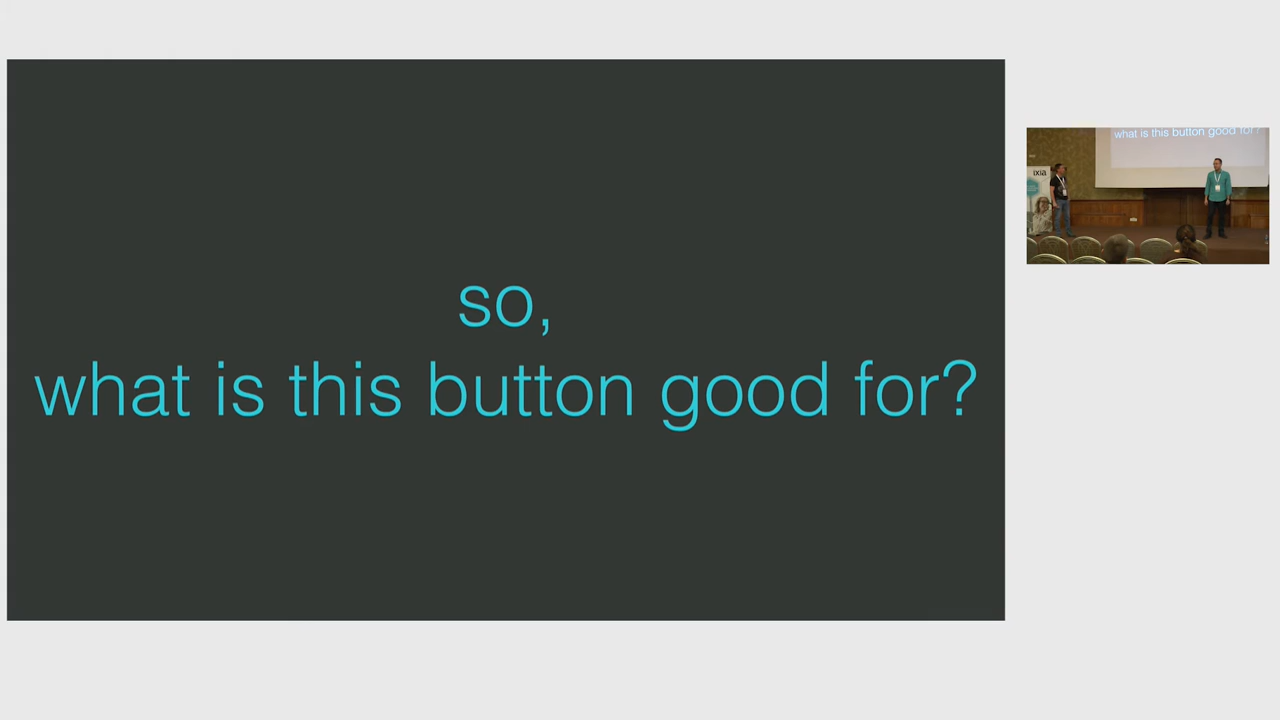 so,
what is this button good for?
what is this button good for?
ixia